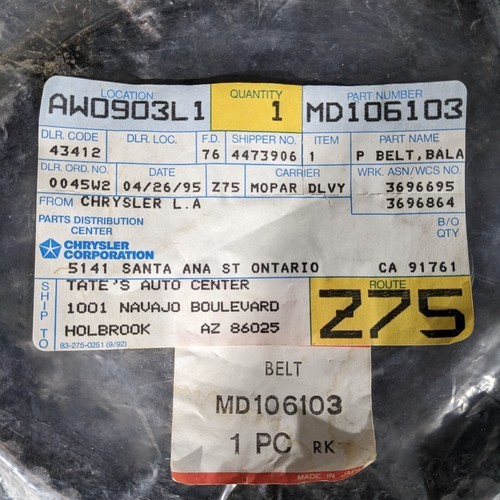 LOCATION QUANTITY PART NUMBER
AW0903L1 1 MD106103
DLR. CODE DLR. LOC. F.D. SHIPPER NO. ITEM PART NAME
43412 76 4473906 1 P BELT, BALA
DLR. ORD NO. DATE CARRIER WRK. ASN/WCS NO.
0045W2 04/26/95 Z75 MOPAR DLVY 3696695
FROM CHRYSLER L.A 3696864
PARTS DISTRIBUTION CENTER B/O QTY
CHRYSLER CORPORATION
5141 SANTA ANA ST ONTARIO CA 91761
SHIP TO TATE'S AUTO CENTER ROUTE
1001 NAVAJO BOULEVARD Z75
HOLBROOK AZ 86025
83-275-0251 (9/92)
BELT
MD106103
1 PC RK
MADE IN JAPAN